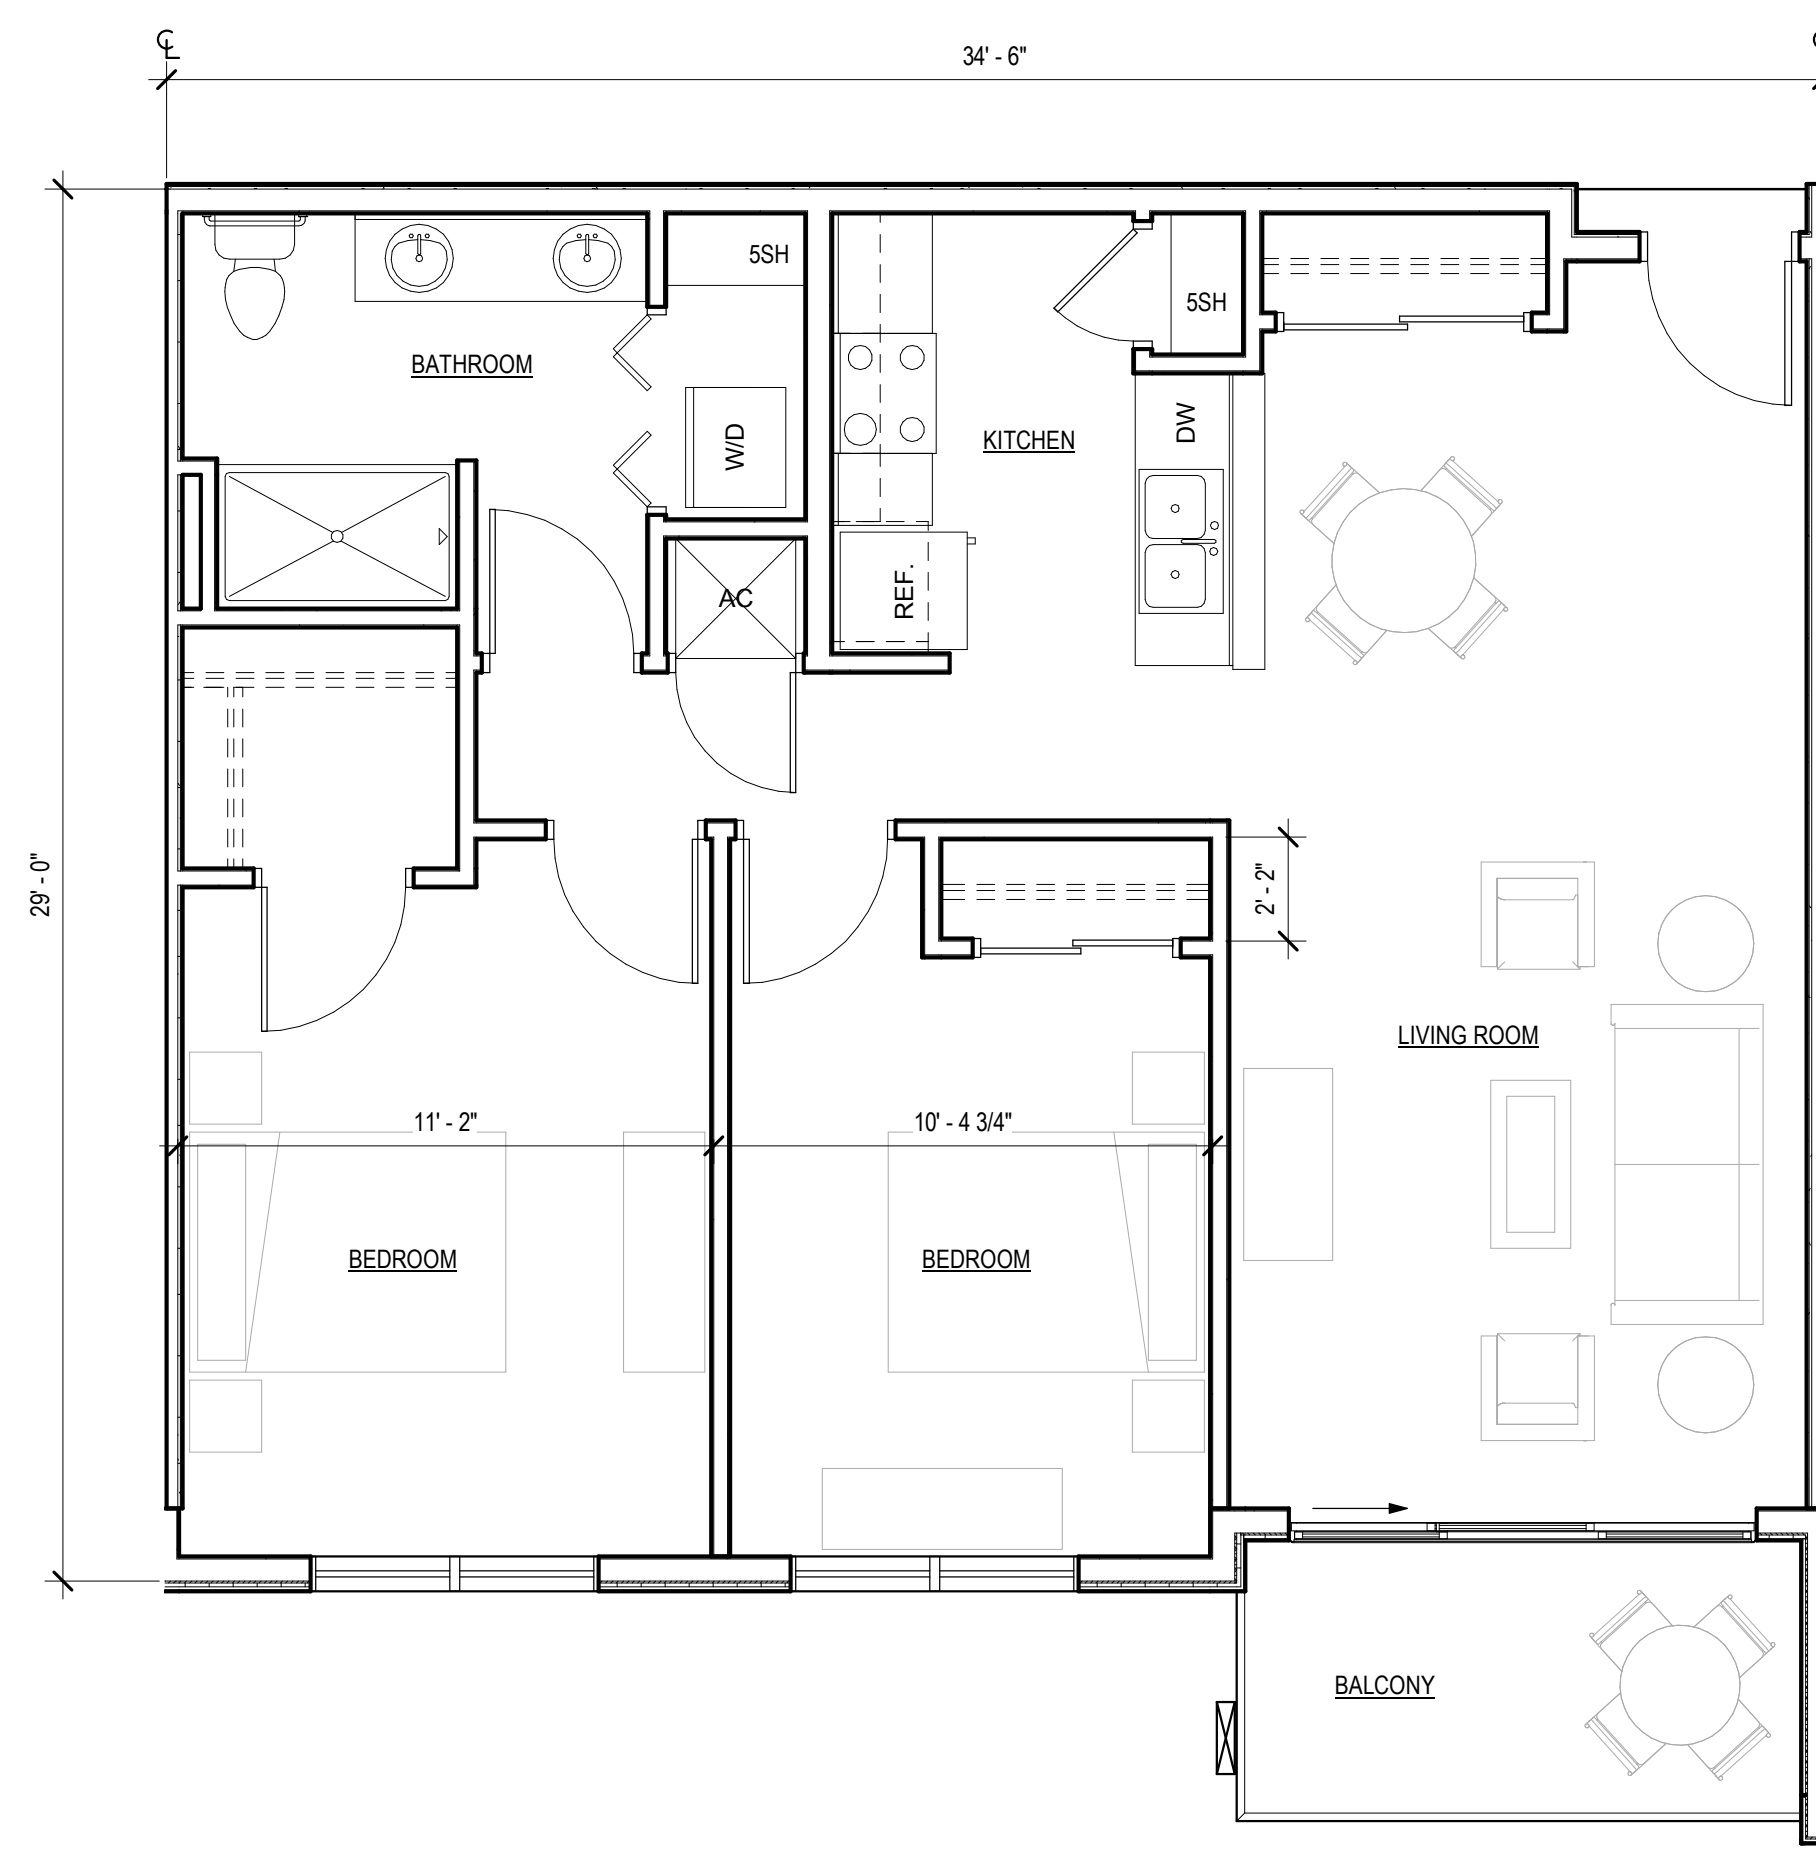 ℄
34' - 6"
5SH
5SH
BATHROOM
DW
KITCHEN
W/D
REF.
AC
29' - 0"
2' - 2"
LIVING ROOM
11' - 2"
10' - 4 3/4"
BEDROOM
BEDROOM
BALCONY